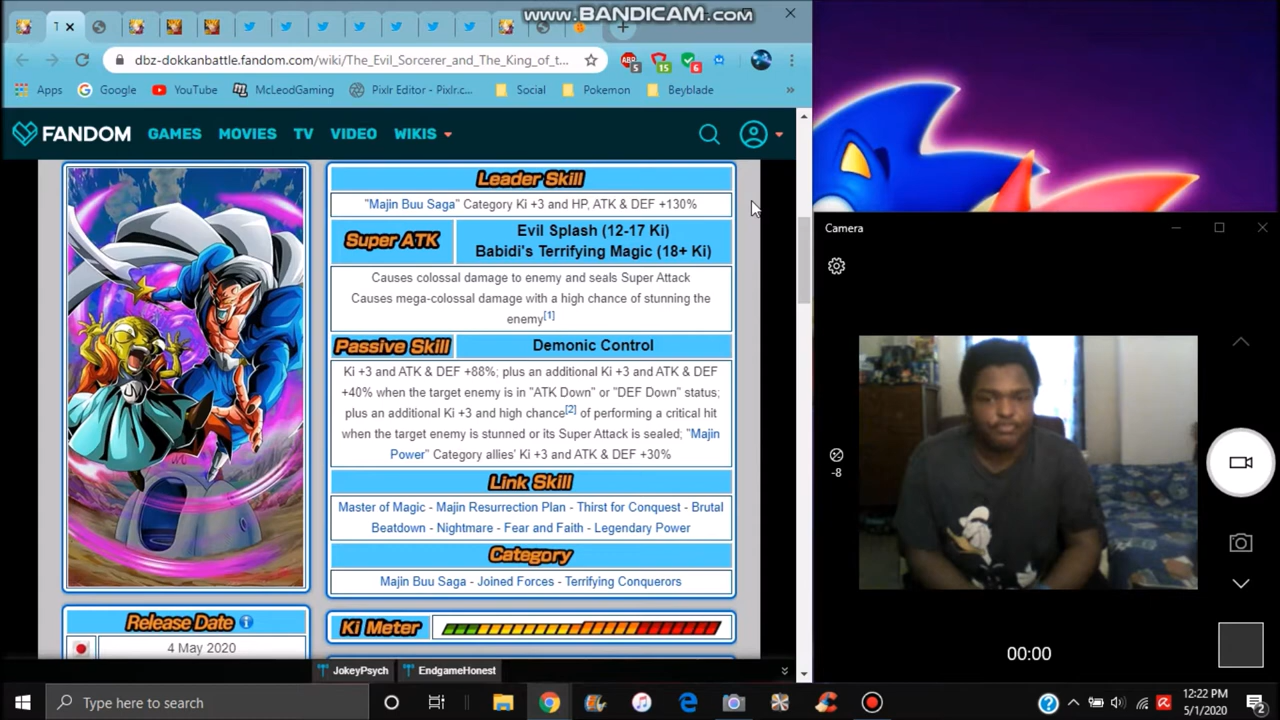 www.BANDICAM.com
dbz-dokkanbattle.fandom.com/wiki/The_Evil_Sorcerer_and_The_King_of_t...
5
15
6
Apps
Google
YouTube
McLeodGaming
Pixlr Editor - Pixlr.c...
Social
Pokemon
Beyblade
»
FANDOM
GAMES
MOVIES
TV
VIDEO
WIKIS
Leader Skill
"Majin Buu Saga" Category Ki +3 and HP, ATK & DEF +130%
Super ATK
Evil Splash (12-17 Ki)
Babidi's Terrifying Magic (18+ Ki)
Causes colossal damage to enemy and seals Super Attack
Causes mega-colossal damage with a high chance of stunning the
enemy[1]
Passive Skill
Demonic Control
Ki +3 and ATK & DEF +88%; plus an additional Ki +3 and ATK & DEF
+40% when the target enemy is in "ATK Down" or "DEF Down" status;
plus an additional Ki +3 and high chance[2] of performing a critical hit
when the target enemy is stunned or its Super Attack is sealed; "Majin
Power" Category allies' Ki +3 and ATK & DEF +30%
Link Skill
Master of Magic - Majin Resurrection Plan - Thirst for Conquest - Brutal
Beatdown - Nightmare - Fear and Faith - Legendary Power
Category
Majin Buu Saga - Joined Forces - Terrifying Conquerors
Release Date
4 May 2020
Ki Meter
JokeyPsych
EndgameHonest
Camera
-8
00:00
Type here to search
12:22 PM
5/1/2020
2